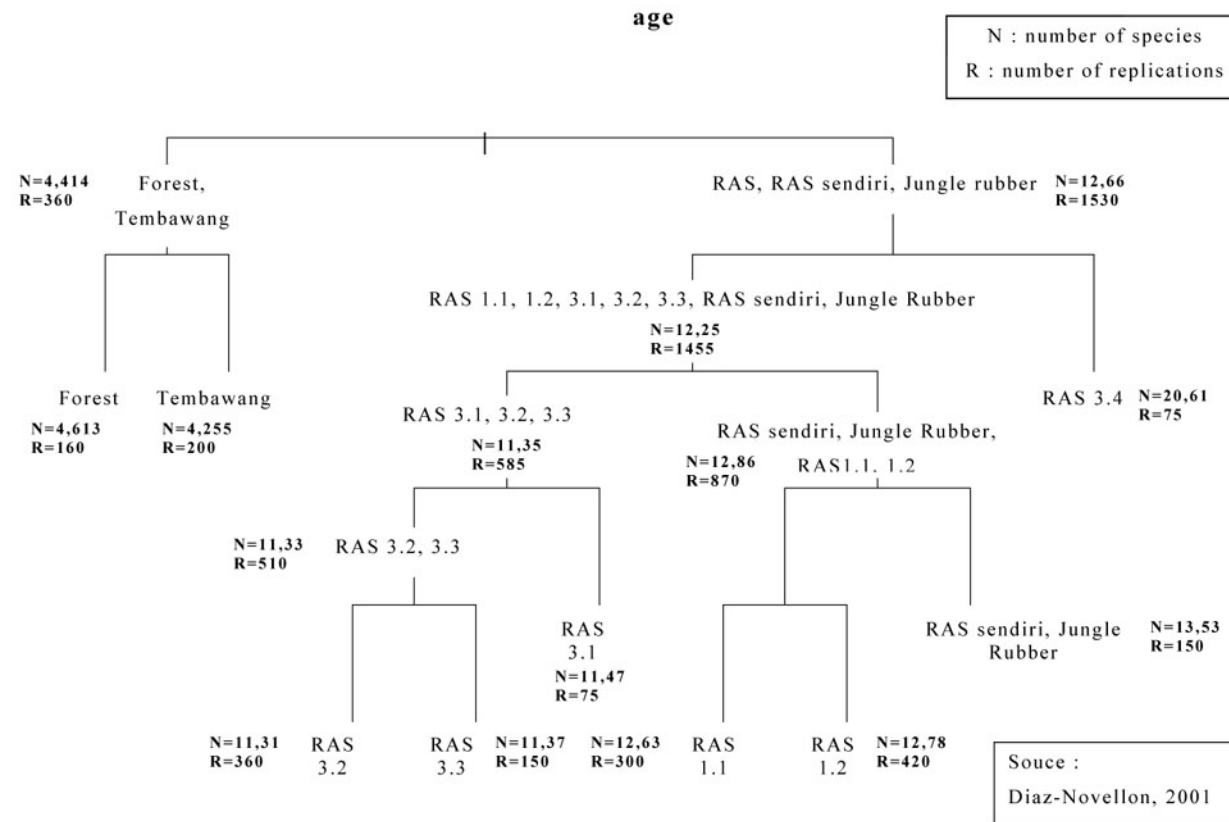 age
N : number of species
R : number of replications
N=4,414
R=360
Forest,
Tembawang
RAS, RAS sendiri, Jungle rubber
N=12,66
R=1530
RAS 1.1, 1.2, 3.1, 3.2, 3.3, RAS sendiri, Jungle Rubber
N=12,25
R=1455
Forest
N=4,613
R=160
Tembawang
N=4,255
R=200
RAS 3.1, 3.2, 3.3
N=11,35
R=585
RAS sendiri, Jungle Rubber,
RAS1.1, 1.2
N=12,86
R=870
RAS 3.4
N=20,61
R=75
N=11,33
R=510
RAS 3.2, 3.3
RAS
3.1
N=11,47
R=75
RAS sendiri, Jungle
Rubber
N=13,53
R=150
N=11,31
R=360
RAS
3.2
RAS
3.3
N=11,37
R=150
N=12,63
R=300
RAS
1.1
RAS
1.2
N=12,78
R=420
Souce :
Diaz-Novellon, 2001